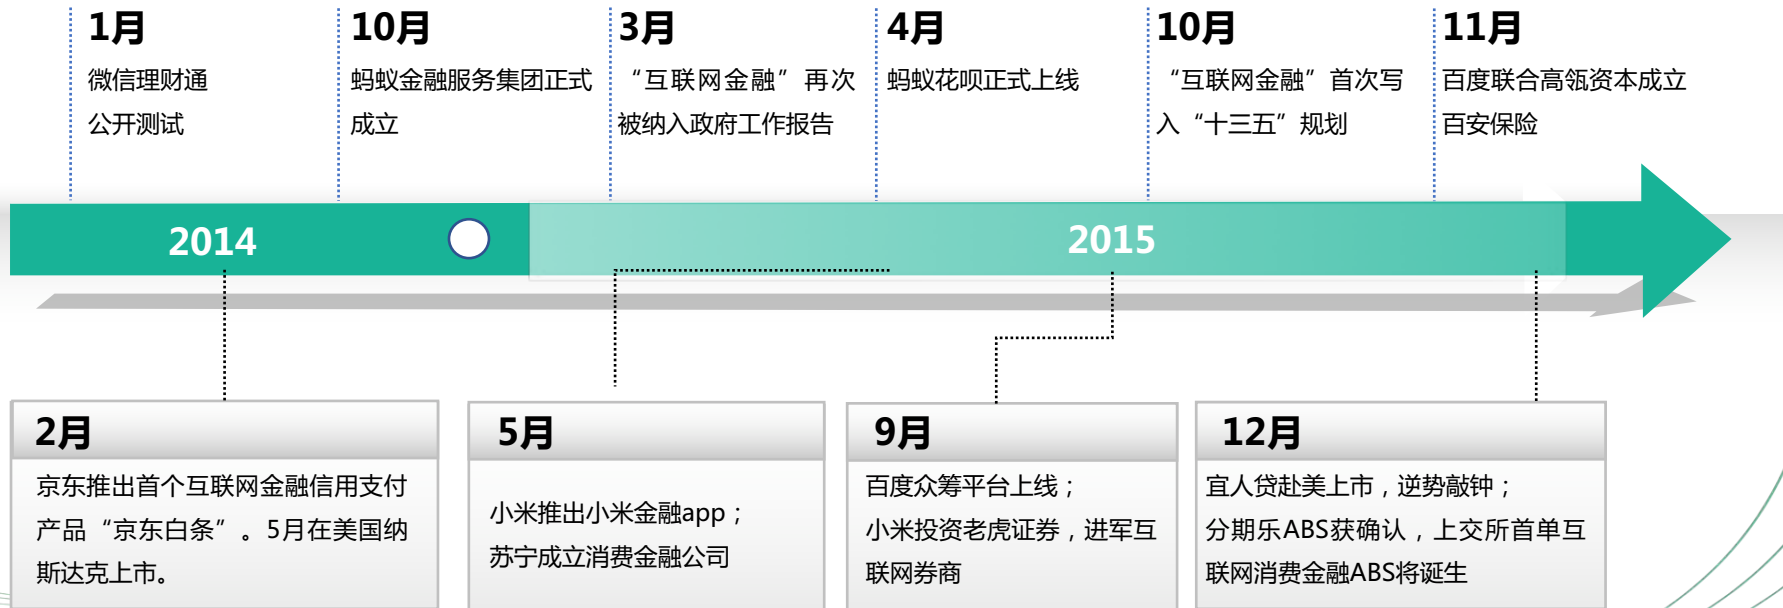 1月
微信理财通
公开测试
10月
蚂蚁金融服务集团正式
成立
3月
“互联网金融”再次
被纳入政府工作报告
4月
蚂蚁花呗正式上线
10月
“互联网金融”首次写
入“十三五”规划
11月
百度联合高瓴资本成立
百安保险
2014
2015
2月
京东推出首个互联网金融信用支付
产品“京东白条”。5月在美国纳
斯达克上市。
5月
小米推出小米金融app；
苏宁成立消费金融公司
9月
百度众筹平台上线；
小米投资老虎证券，进军互
联网券商
12月
宜人贷赴美上市，逆势敲钟；
分期乐ABS获确认，上交所首单互
联网消费金融ABS将诞生